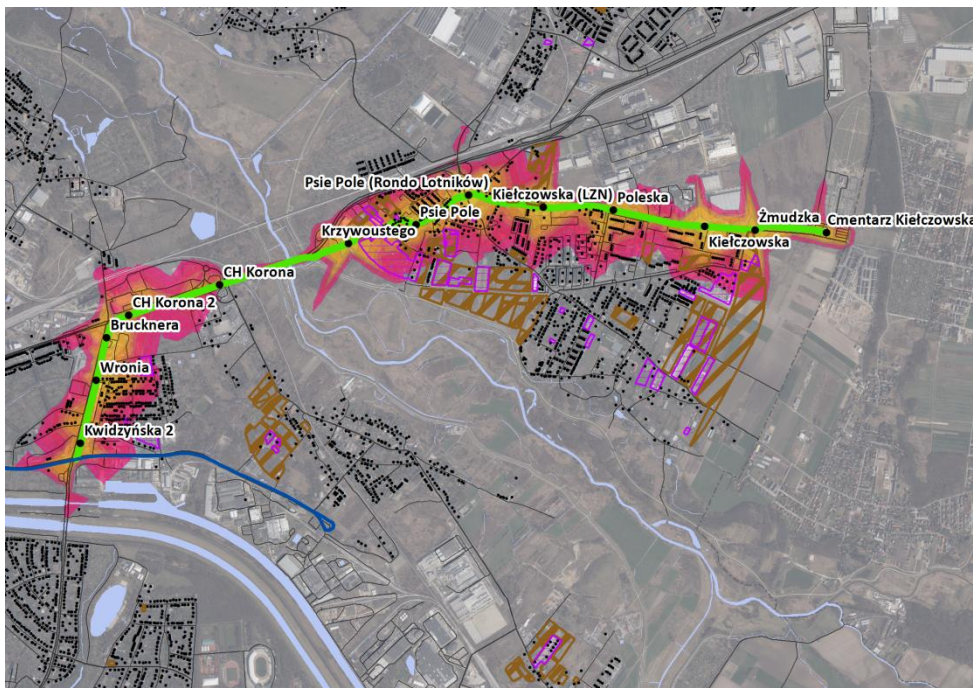 Psie Pole (Rondo Lotników)
Kiełczowska (LZN)
Poleska
Psie Pole
Krzywoustego
Żmudzka
Cmentarz Kiełczowska
Kiełczowska
CH Korona
CH Korona 2
Brucknera
Wronia
Kwidzyńska 2